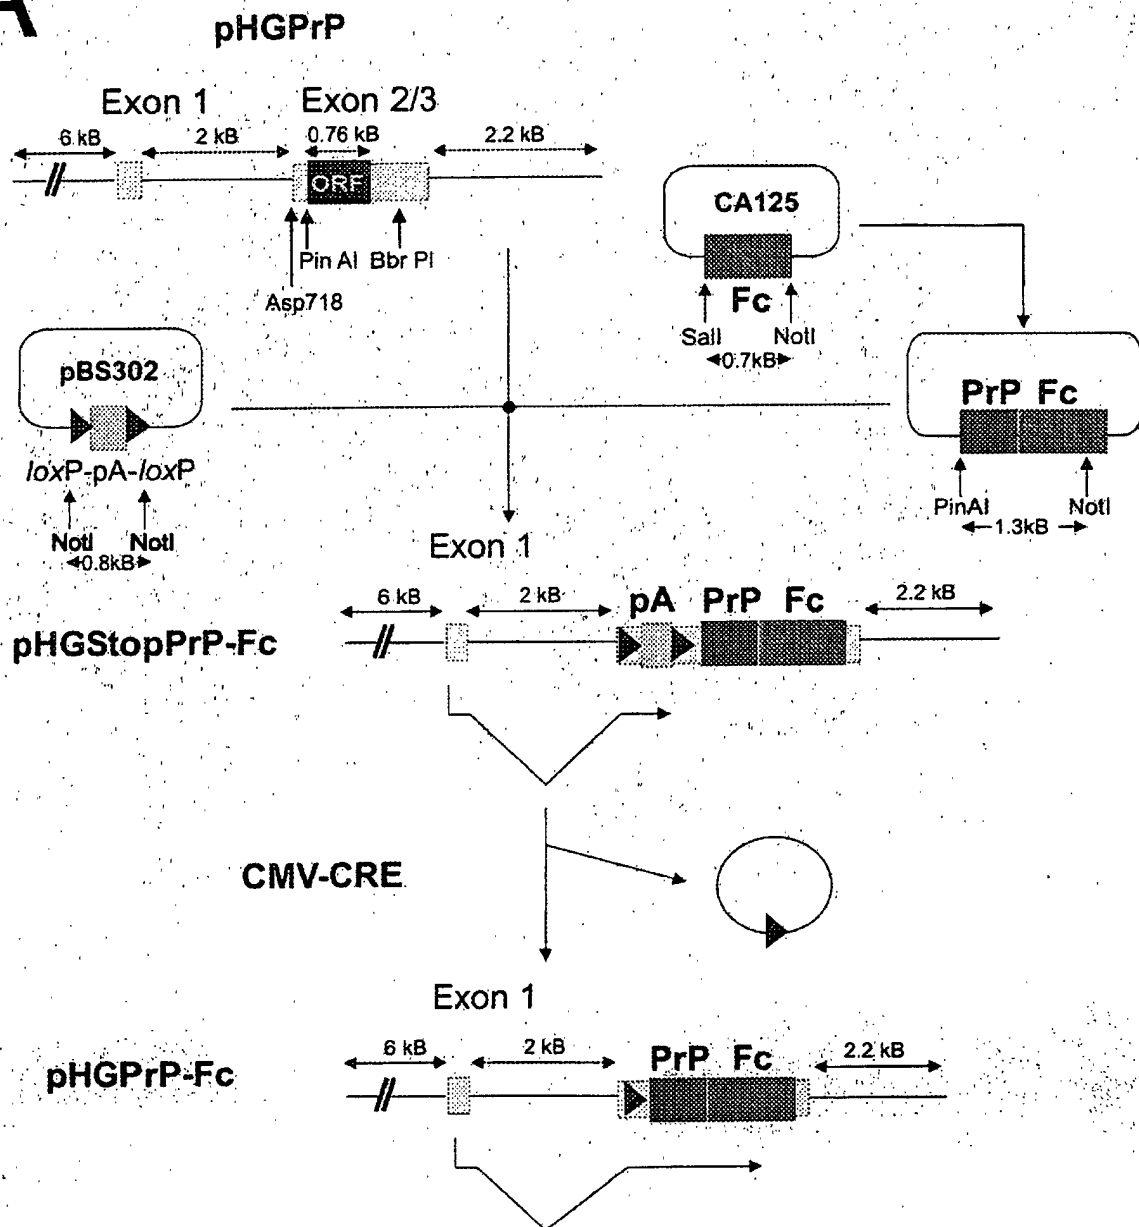 A
pHGPrP
Exon 1
Exon 2/3
6 kB
2 kB
0.76 kB
2.2 kB
ORF
CA125
Pin AI Bbr PI
Asp718
Fc
SalI NotI
0.7kB
pBS302
PrP Fc
loxP-pA-loxP
PinAI NotI
1.3kB
NotI NotI
0.8kB
Exon 1
6 kB
2 kB
pA PrP Fc
2.2 kB
pHGStopPrP-Fc
CMV-CRE
Exon 1
6 kB
2 kB
PrP Fc
2.2 kB
pHGPrP-Fc